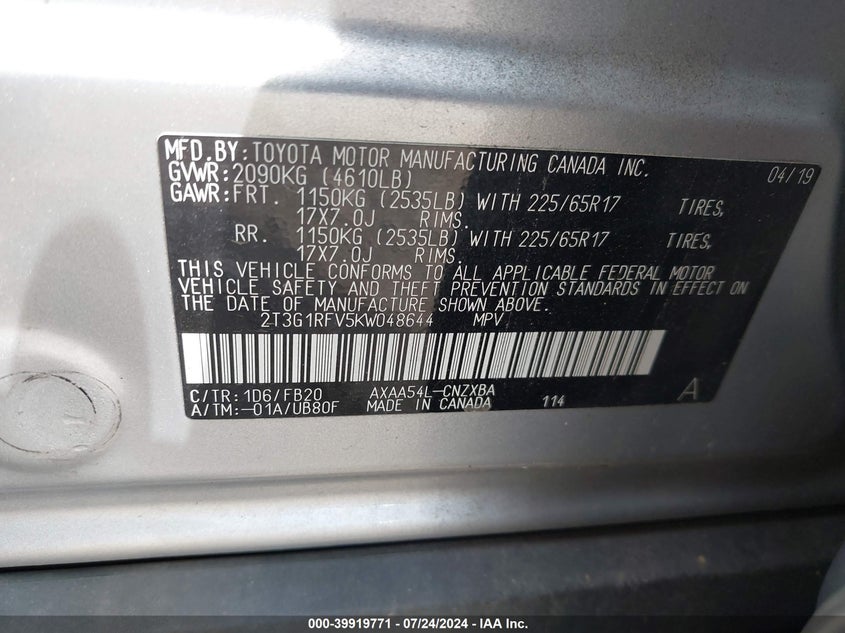 MFD.BY:TOYOTA MOTOR MANUFACTURING CANADA INC. 04/19
GVWR:2090KG (4610LB)
GAWR:FRT. 1150KG (2535LB) WITH 225/65R17 TIRES,
17X7.0J RIMS.
RR. 1150KG (2535LB) WITH 225/65R17 TIRES,
17X7.0J RIMS.
THIS VEHICLE CONFORMS TO ALL APPLICABLE FEDERAL MOTOR
VEHICLE SAFETY AND THEFT PREVENTION STANDARDS IN EFFECT ON
THE DATE OF MANUFACTURE SHOWN ABOVE.
2T3G1RFV5KW048644 MPV
C/TR: 1D6/FB20 AXAA54L-CNZXBA
A/TM:-01A/UB80F MADE IN CANADA 114 A
000-39919771 - 07/24/2024 - IAA Inc.